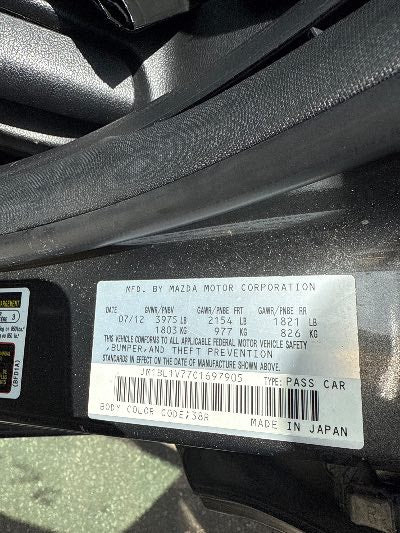 MFD. BY MAZDA MOTOR CORPORATION
DATE GVWR/PNBV GAWR/PNBE FRT GAWR/PNBE RR
07/12 3975 LB 2154 LB 1821 LB
1803 KG 977 KG 826 KG
THIS VEHICLE CONFORMS TO ALL APPLICABLE FEDERAL MOTOR VEHICLE SAFETY
,BUMPER,AND THEFT PREVENTION
STANDARDS IN EFFECT ON THE DATE OF MANUFACTURE SHOWN ABOVE.
JM1BL1V77C1697905 TYPE: PASS CAR
BODY COLOR CODE:38R
MADE IN JAPAN
3
(BFD1A)